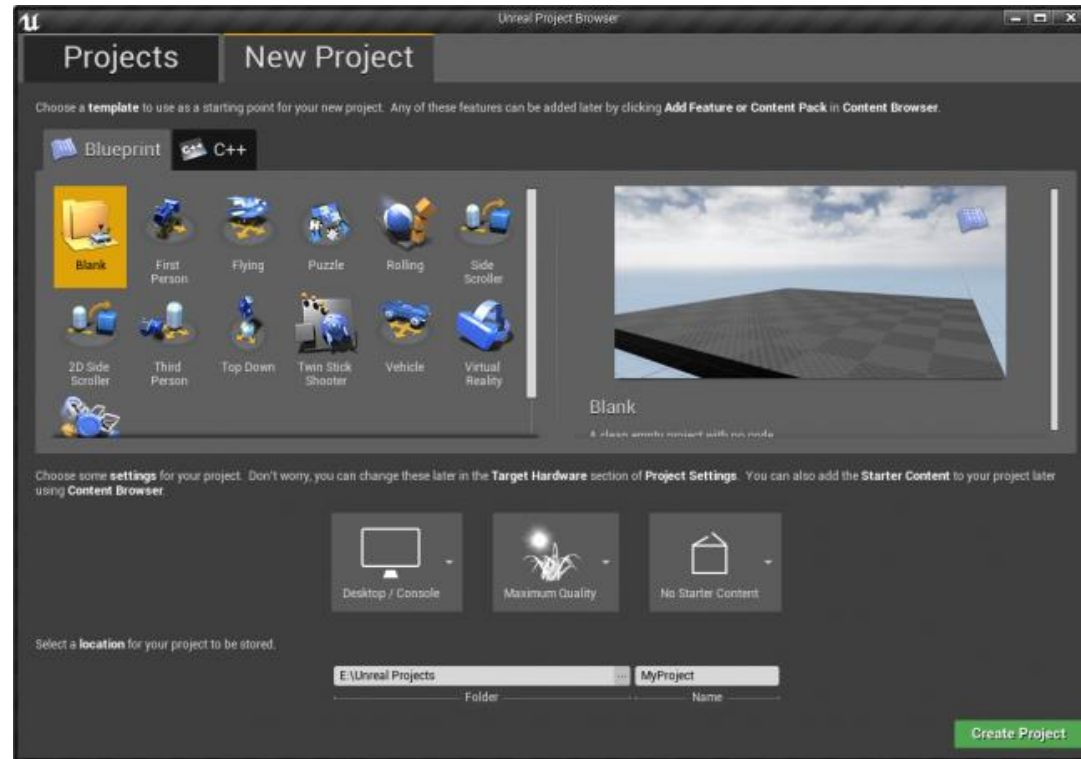 Unreal Project Browser
Projects
New Project
Choose a template to use as a starting point for your new project. Any of these features can be added later by clicking Add Feature or Content Pack in Content Browser.
Blueprint
C++
Blank
First
Person
Flying
Puzzle
Rolling
Side
Scroller
2D Side
Scroller
Third
Person
Top Down
Twin Stick
Shooter
Vehicle
Virtual
Reality
Blank
A clean empty project with no code
Choose some settings for your project. Don't worry, you can change these later in the Target Hardware section of Project Settings. You can also add the Starter Content to your project later
using Content Browser.
Desktop / Console
Maximum Quality
No Starter Content
Select a location for your project to be stored.
E:\Unreal Projects
...
MyProject
Folder
Name
Create Project